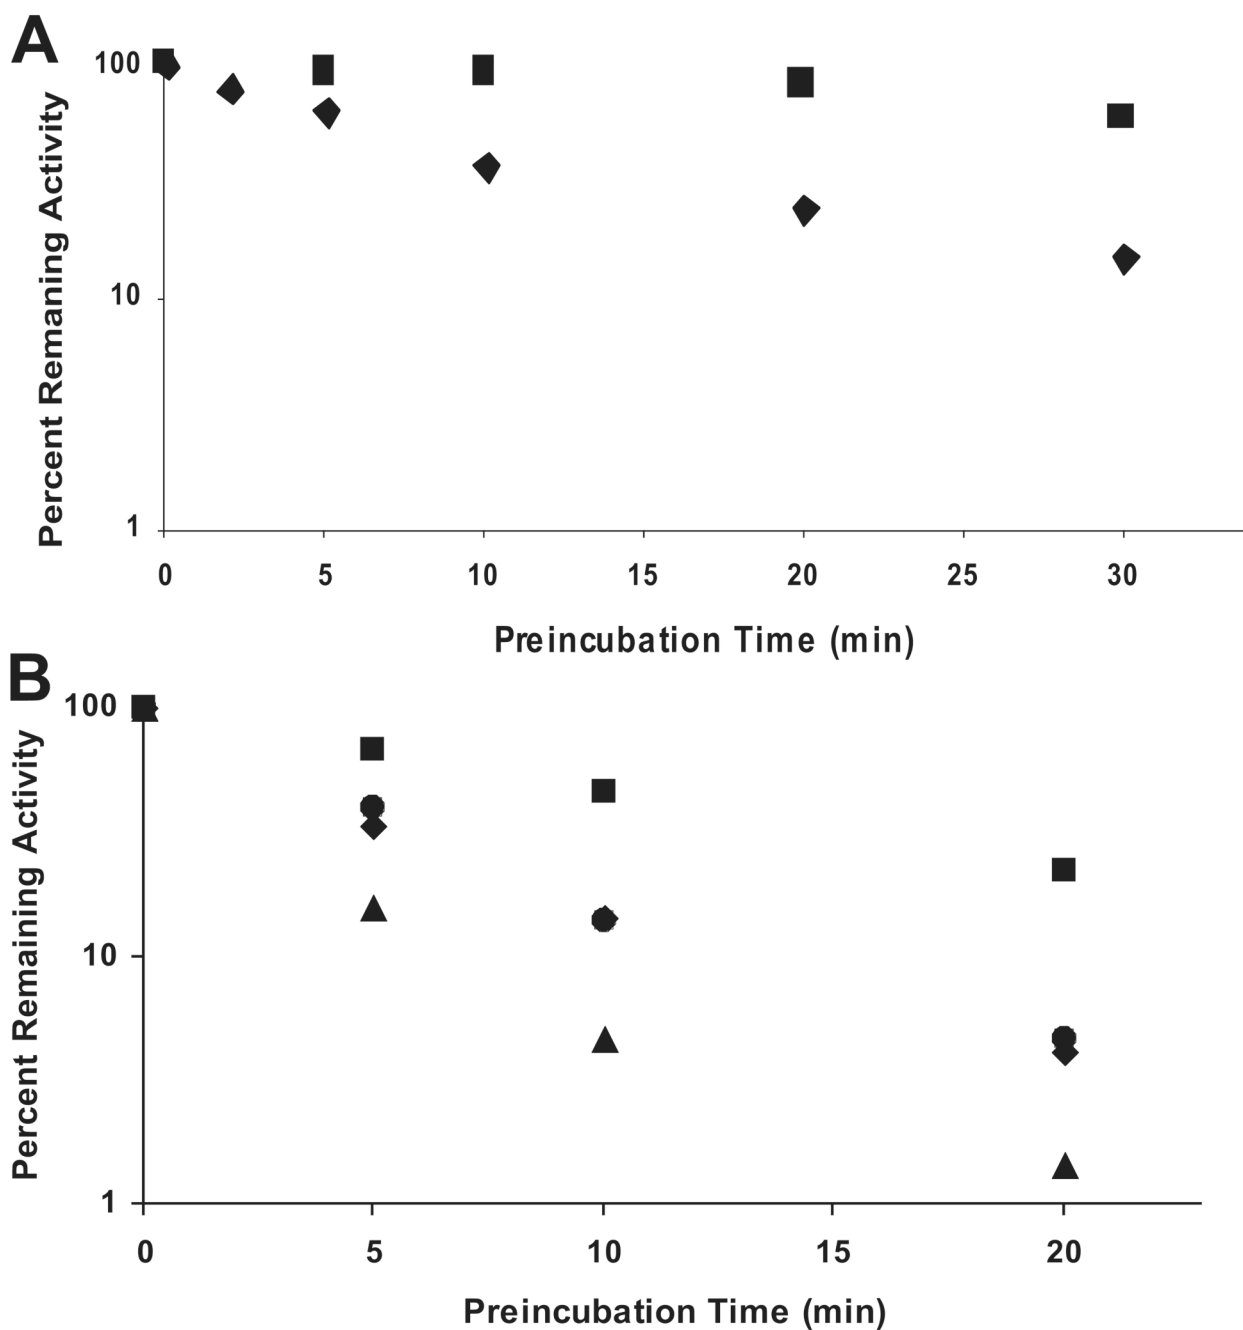 A
Percent Remaning Activity
100
10
1
0 5 10 15 20 25 30
Preincubation Time (min)
B
Percent Remaining Activity
100
10
1
0 5 10 15 20
Preincubation Time (min)